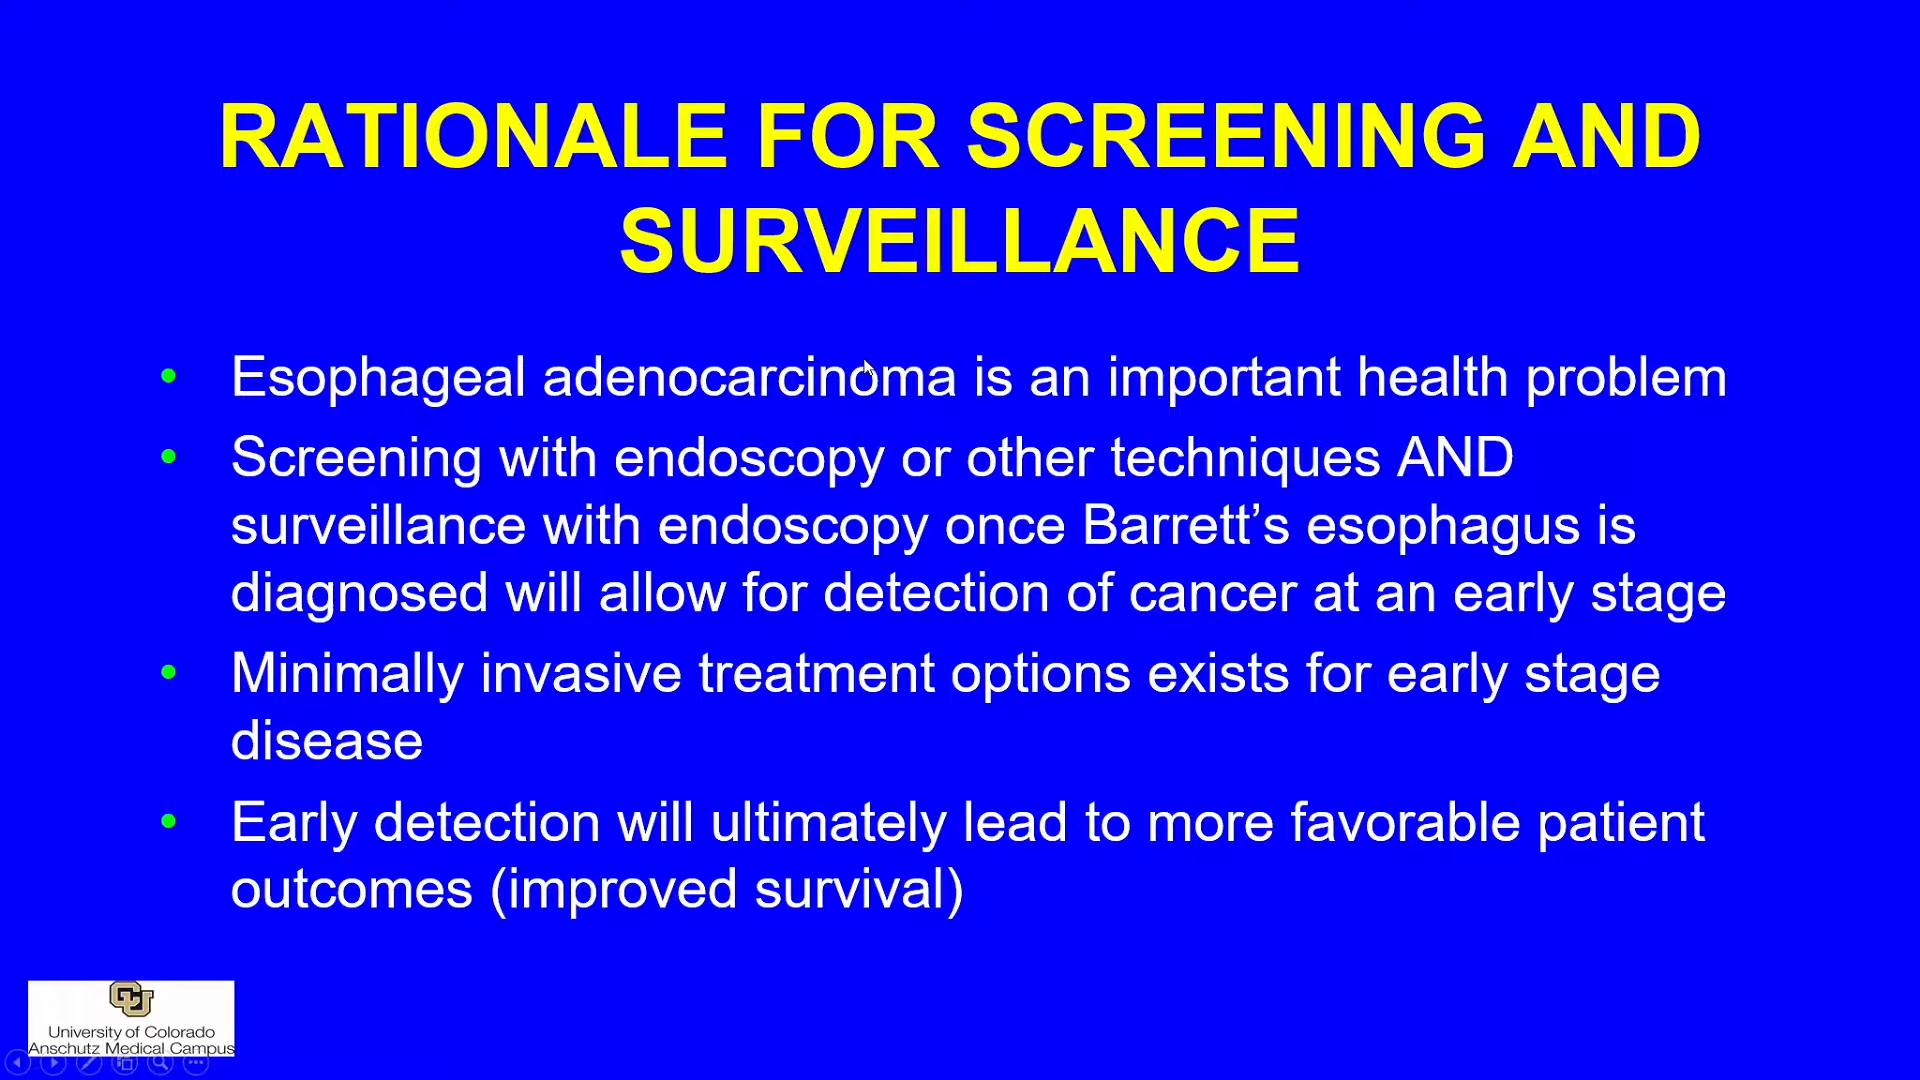 RATIONALE FOR SCREENING AND
SURVEILLANCE
• Esophageal adenocarcinoma is an important health problem
• Screening with endoscopy or other techniques AND
surveillance with endoscopy once Barrett’s esophagus is
diagnosed will allow for detection of cancer at an early stage
• Minimally invasive treatment options exists for early stage
disease
• Early detection will ultimately lead to more favorable patient
outcomes (improved survival)
CU
University of Colorado
Anschutz Medical Campus